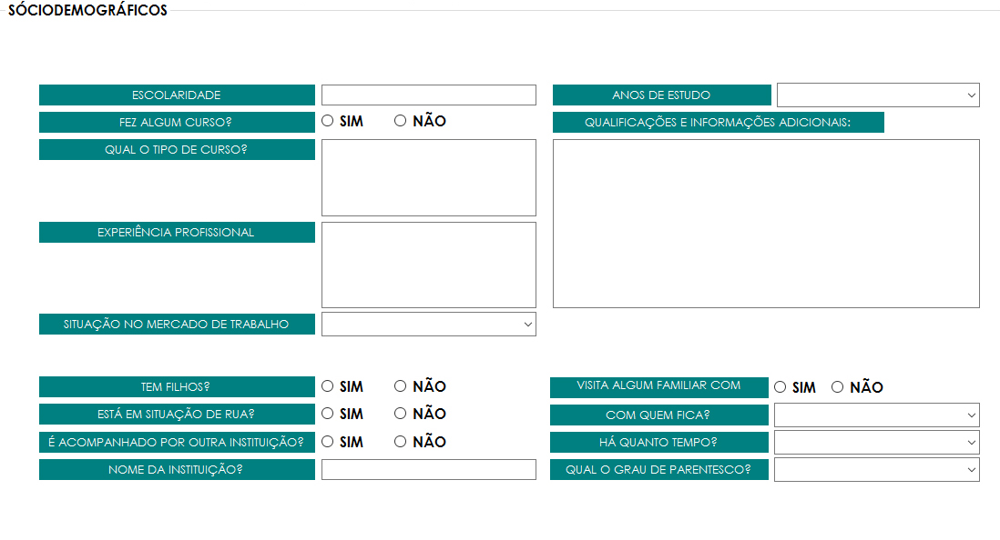 SÓCIODEMOGRÁFICOS
ESCOLARIDADE
ANOS DE ESTUDO
FEZ ALGUM CURSO?
SIM
NÃO
QUALIFICAÇÕES E INFORMAÇÕES ADICIONAIS:
QUAL O TIPO DE CURSO?
EXPERIÊNCIA PROFISSIONAL
SITUAÇÃO NO MERCADO DE TRABALHO
TEM FILHOS?
SIM
NÃO
VISITA ALGUM FAMILIAR COM
SIM
NÃO
ESTÁ EM SITUAÇÃO DE RUA?
SIM
NÃO
COM QUEM FICA?
É ACOMPANHADO POR OUTRA INSTITUIÇÃO?
SIM
NÃO
HÁ QUANTO TEMPO?
NOME DA INSTITUIÇÃO?
QUAL O GRAU DE PARENTESCO?